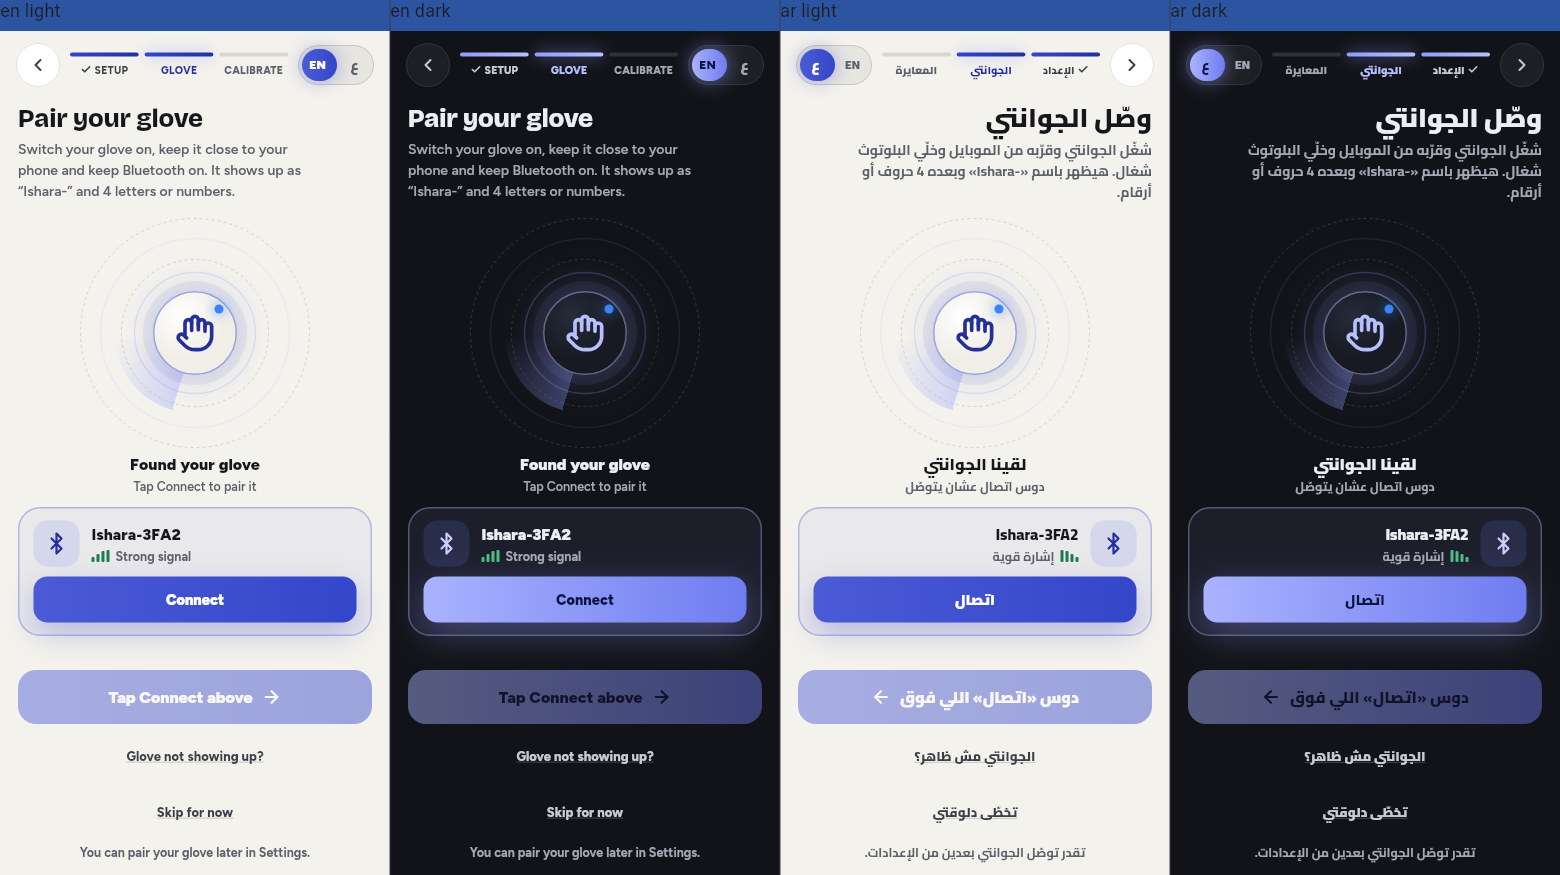 en light
SETUP GLOVE CALIBRATE EN ع
Pair your glove
Switch your glove on, keep it close to your
phone and keep Bluetooth on. It shows up as
“Ishara-” and 4 letters or numbers.
Found your glove
Tap Connect to pair it
Ishara-3FA2
Strong signal
Connect
Tap Connect above
Glove not showing up?
Skip for now
You can pair your glove later in Settings.
en dark
SETUP GLOVE CALIBRATE EN ع
Pair your glove
Switch your glove on, keep it close to your
phone and keep Bluetooth on. It shows up as
“Ishara-” and 4 letters or numbers.
Found your glove
Tap Connect to pair it
Ishara-3FA2
Strong signal
Connect
Tap Connect above
Glove not showing up?
Skip for now
You can pair your glove later in Settings.
ar light
الإعداد الجوانتي المعايرة EN ع
وصّل الجوانتي
شغّل الجوانتي وقرّبه من الموبايل وخلّي البلوتوث
شغال. هيظهر باسم «Ishara-» وبعده 4 حروف أو
أرقام.
لقينا الجوانتي
دوس اتصال عشان يتوصّل
Ishara-3FA2
إشارة قوية
اتصال
دوس «اتصال» اللي فوق
الجوانتي مش ظاهر؟
تخطّى دلوقتي
تقدر توصّل الجوانتي بعدين من الإعدادات.
ar dark
الإعداد الجوانتي المعايرة EN ع
وصّل الجوانتي
شغّل الجوانتي وقرّبه من الموبايل وخلّي البلوتوث
شغال. هيظهر باسم «Ishara-» وبعده 4 حروف أو
أرقام.
لقينا الجوانتي
دوس اتصال عشان يتوصّل
Ishara-3FA2
إشارة قوية
اتصال
دوس «اتصال» اللي فوق
الجوانتي مش ظاهر؟
تخطّى دلوقتي
تقدر توصّل الجوانتي بعدين من الإعدادات.